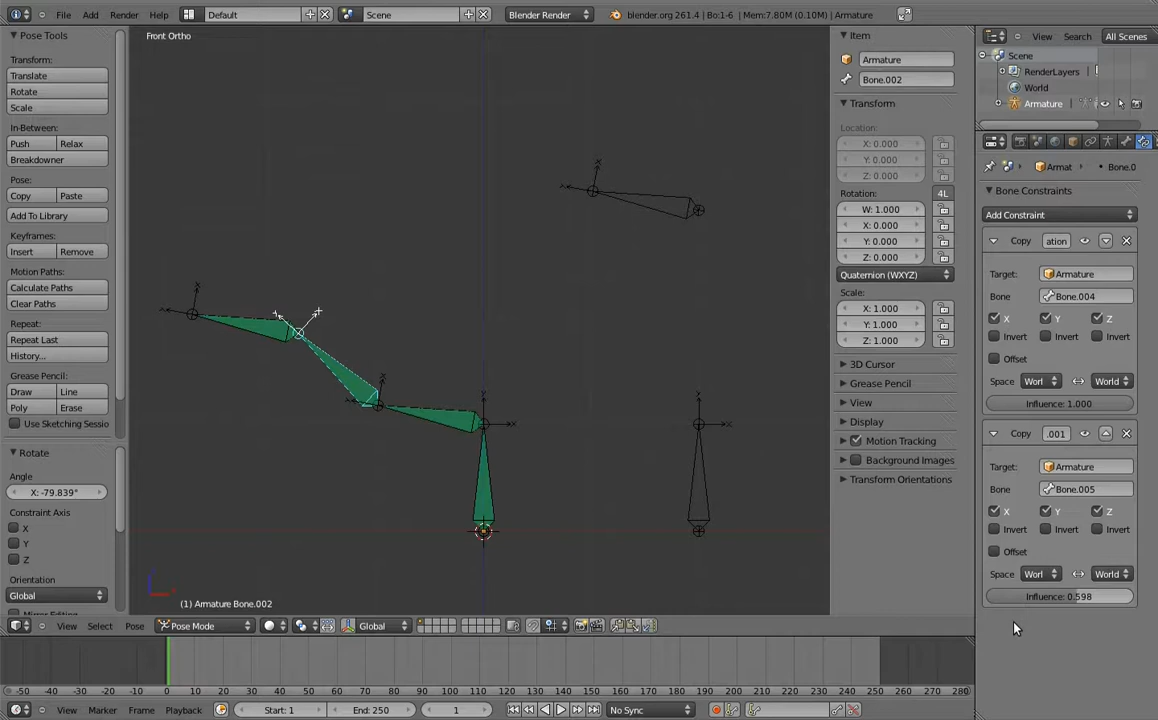 File Add Render Help Default Scene Blender Render blender.org 261.4 | Bo:1-6 | Mem:7.80M (0.10M) | Armature
Pose Tools
Transform:
Translate
Rotate
Scale
In-Between:
Push Relax
Breakdowner
Pose:
Copy Paste
Add To Library
Keyframes:
Insert Remove
Motion Paths:
Calculate Paths
Clear Paths
Repeat:
Repeat Last
History...
Grease Pencil:
Draw Line
Poly Erase
Use Sketching Sessio
Rotate
Angle
X: -79.839°
Constraint Axis
X
Y
Z
Orientation
Global
Front Ortho
(1) Armature Bone.002
View Select Pose Pose Mode Global
Item
Armature
Bone.002
Transform
Location:
X: 0.000
Y: 0.000
Z: 0.000
Rotation: 4L
W: 1.000
X: 0.000
Y: 0.000
Z: 0.000
Quaternion (WXYZ)
Scale:
X: 1.000
Y: 1.000
Z: 1.000
3D Cursor
Grease Pencil
View
Display
Motion Tracking
Background Images
Transform Orientations
View Search All Scenes
Scene
RenderLayers
World
Armature
Armat Bone.0
Bone Constraints
Add Constraint
Copy ation
Target: Armature
Bone Bone.004
X Y Z
Invert Invert Invert
Offset
Space Worl World
Influence: 1.000
Copy .001
Target: Armature
Bone Bone.005
X Y Z
Invert Invert Invert
Offset
Space Worl World
Influence: 0.598
-50 -40 -30 -20 -10 0 10 20 30 40 50 60 70 80 90 100 110 120 130 140 150 160 170 180 190 200 210 220 230 240 250 260 270 280
View Marker Frame Playback Start: 1 End: 250 1 No Sync